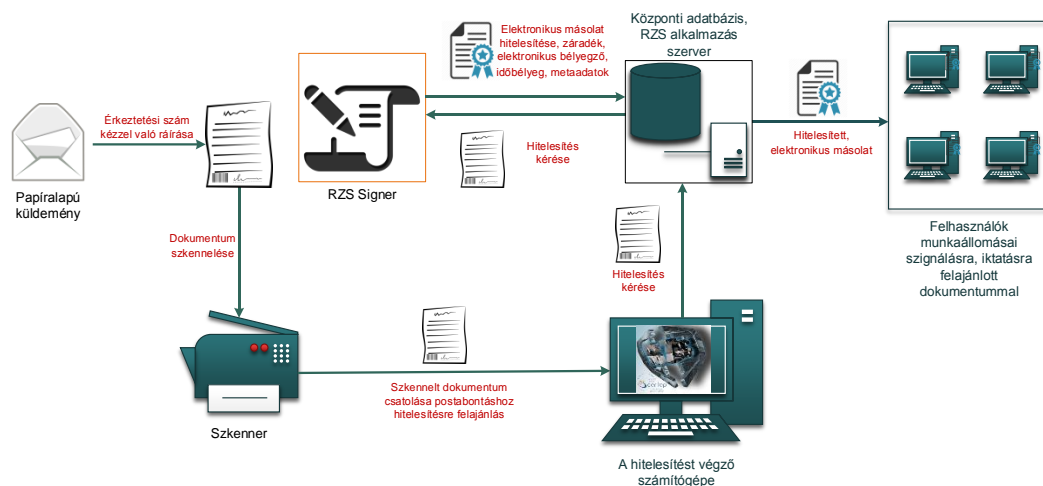 Elektronikus másolat
hitelesítése, záradék,
elektronikus bélyegző,
időbélyeg, metaadatok
Központi adatbázis,
RZS alkalmazás
szerver
Érkeztetési szám
kézzel való ráírása
Hitelesítés
kérése
Hitelesített,
elektronikus másolat
Papíralapú
küldemény
RZS Signer
Felhasználók
munkaállomásai
szignálásra, iktatásra
felajánlott
dokumentummal
Dokumentum
szkennelése
Hitelesítés
kérése
Szkennelt dokumentum
csatolása postabontáshoz
hitelesítésre felajánlás
Szkenner
A hitelesítést végző
számítógépe